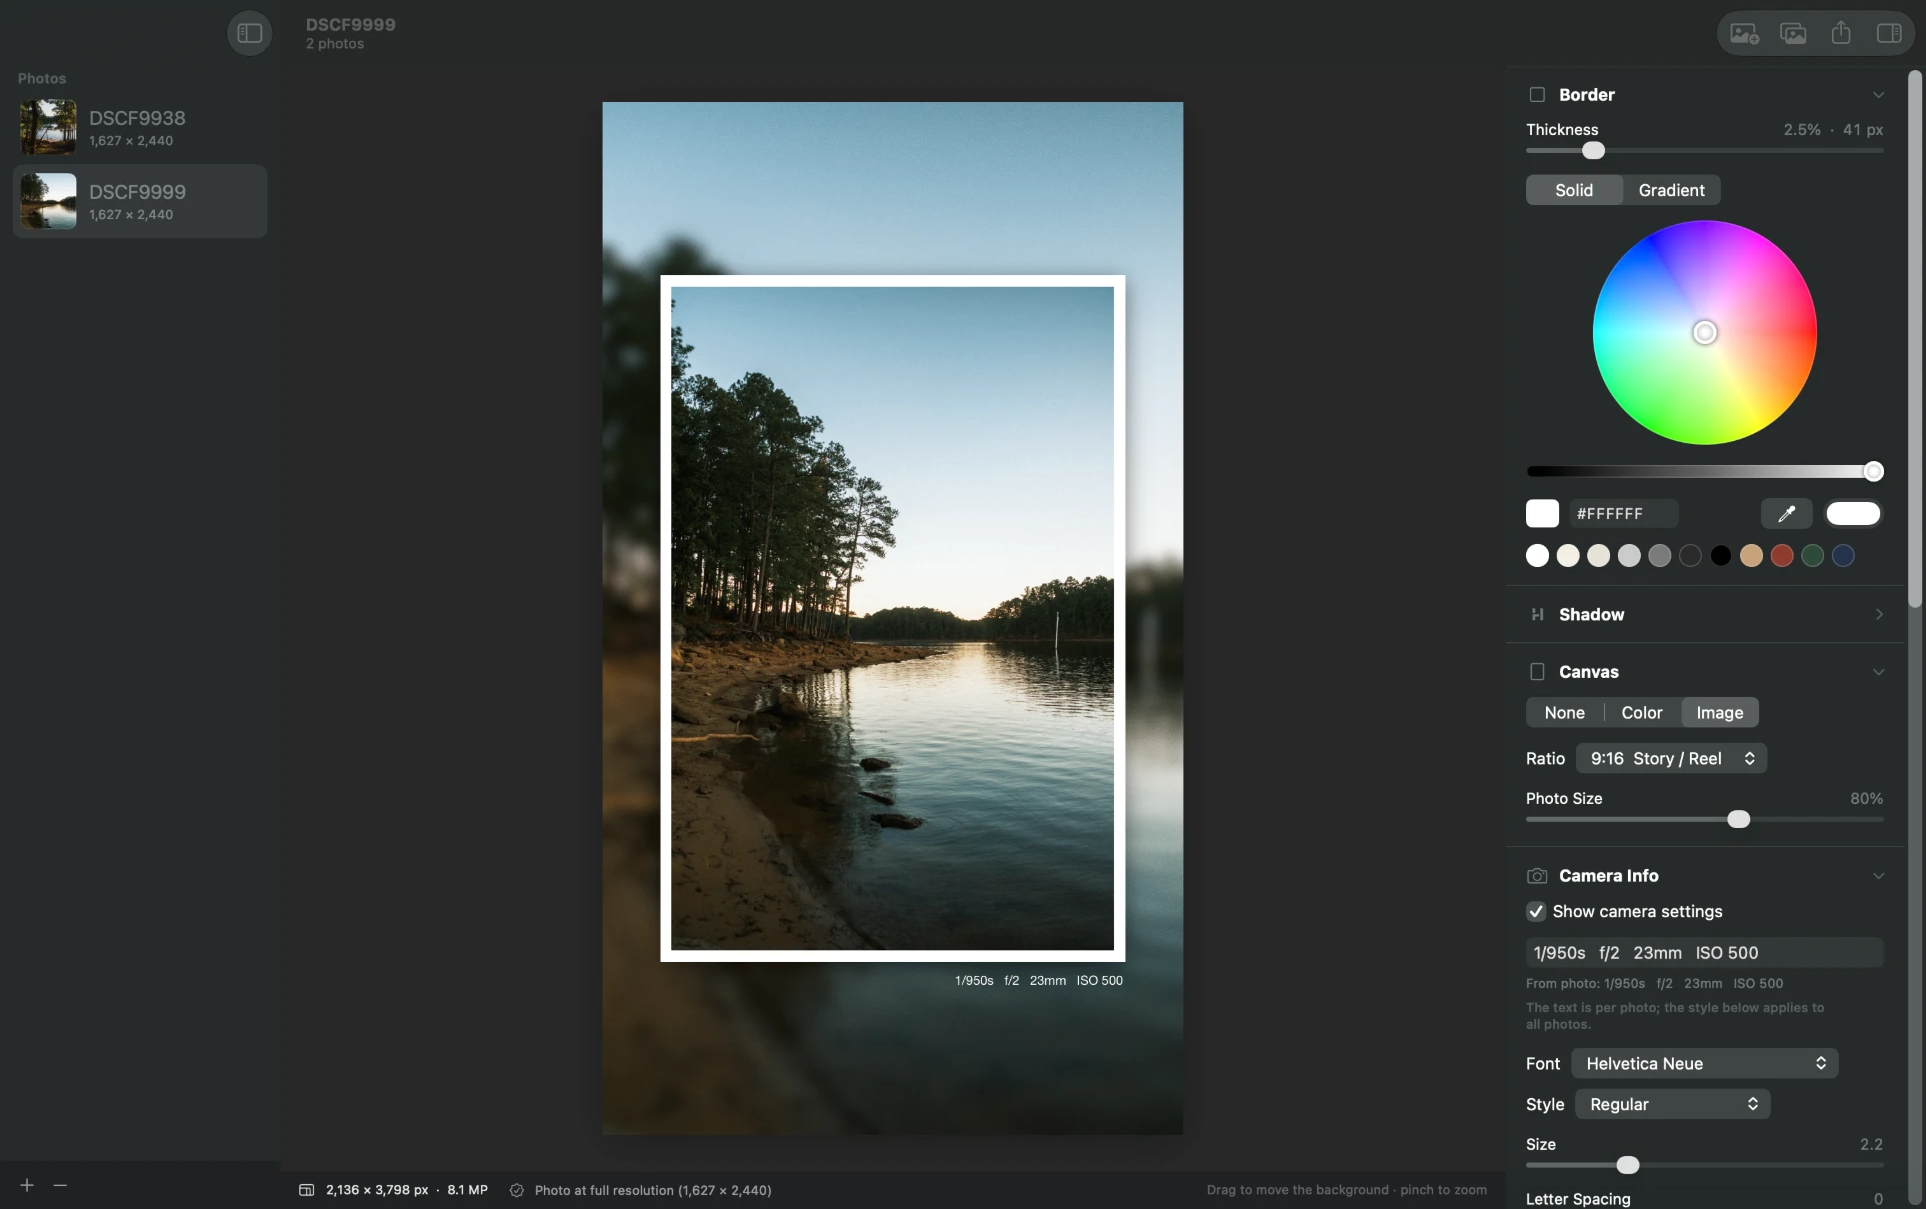 DSCF9999
2 photos
Photos
DSCF9938
1,627 × 2,440
DSCF9999
1,627 × 2,440
1/950s f/2 23mm ISO 500
2,136 × 3,798 px · 8.1 MP
Photo at full resolution (1,627 × 2,440)
Drag to move the background · pinch to zoom
Border
Thickness 2.5% · 41 px
Solid Gradient
#FFFFFF
Shadow
Canvas
None Color Image
Ratio 9:16 Story / Reel
Photo Size 80%
Camera Info
Show camera settings
1/950s f/2 23mm ISO 500
From photo: 1/950s f/2 23mm ISO 500
The text is per photo; the style below applies to
all photos.
Font Helvetica Neue
Style Regular
Size 2.2
Letter Spacing 0